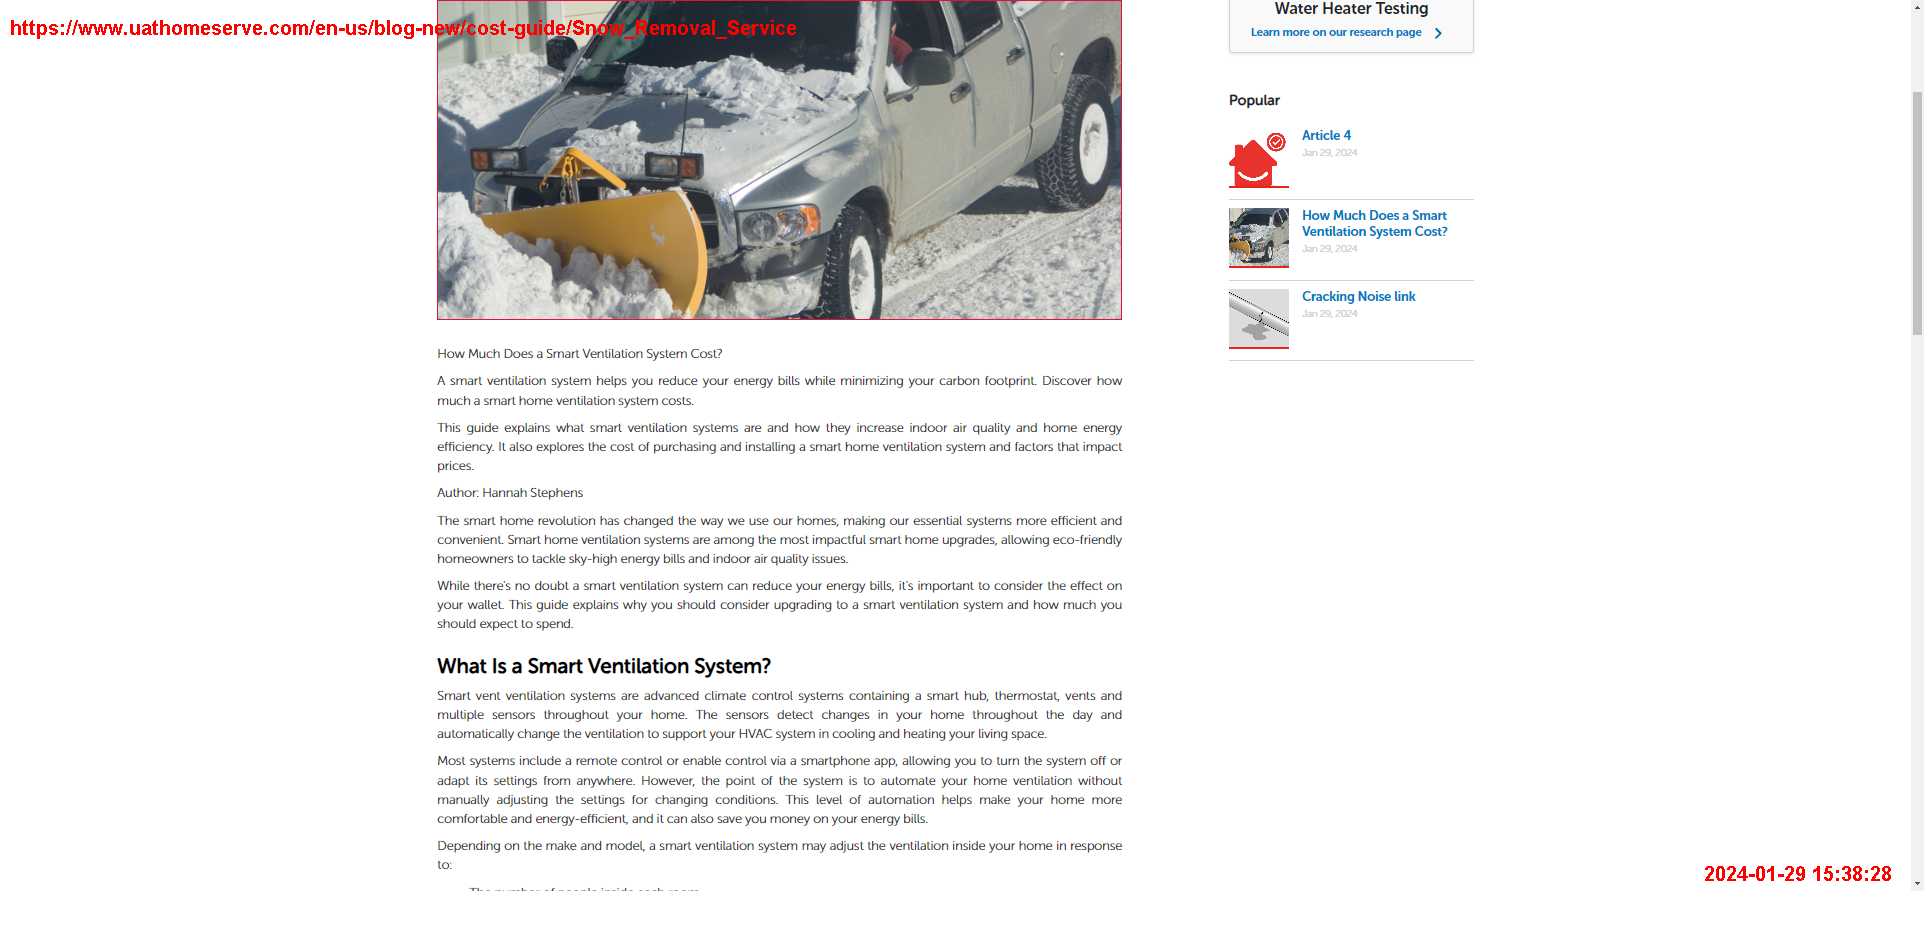 https://www.uathomeserve.com/en-us/blog-new/cost-guide/Snow_Removal_Service
Water Heater Testing
Learn more on our research page
Popular
Article 4
Jan 29, 2024
How Much Does a Smart
Ventilation System Cost?
Jan 29, 2024
Cracking Noise link
Jan 29, 2024
How Much Does a Smart Ventilation System Cost?
A smart ventilation system helps you reduce your energy bills while minimizing your carbon footprint. Discover how
much a smart home ventilation system costs.
This guide explains what smart ventilation systems are and how they increase indoor air quality and home energy
efficiency. It also explores the cost of purchasing and installing a smart home ventilation system and factors that impact
prices.
Author: Hannah Stephens
The smart home revolution has changed the way we use our homes, making our essential systems more efficient and
convenient. Smart home ventilation systems are among the most impactful smart home upgrades, allowing eco-friendly
homeowners to tackle sky-high energy bills and indoor air quality issues.
While there's no doubt a smart ventilation system can reduce your energy bills, it's important to consider the effect on
your wallet. This guide explains why you should consider upgrading to a smart ventilation system and how much you
should expect to spend.
What Is a Smart Ventilation System?
Smart vent ventilation systems are advanced climate control systems containing a smart hub, thermostat, vents and
multiple sensors throughout your home. The sensors detect changes in your home throughout the day and
automatically change the ventilation to support your HVAC system in cooling and heating your living space.
Most systems include a remote control or enable control via a smartphone app, allowing you to turn the system off or
adapt its settings from anywhere. However, the point of the system is to automate your home ventilation without
manually adjusting the settings for changing conditions. This level of automation helps make your home more
comfortable and energy-efficient, and it can also save you money on your energy bills.
Depending on the make and model, a smart ventilation system may adjust the ventilation inside your home in response
to:
The number of people inside each room
2024-01-29 15:38:28